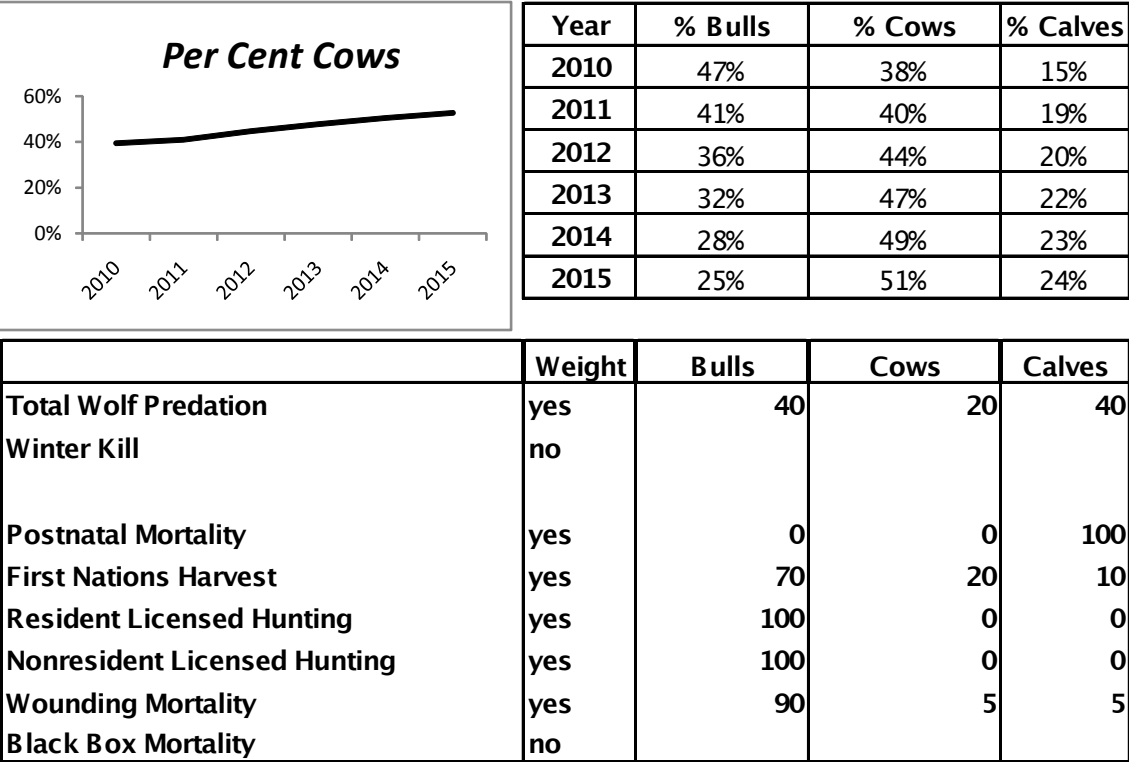 Per Cent Cows
60%
40%
20%
0%
2010 2011 2012 2013 2014 2015
Year % Bulls % Cows % Calves
2010 47% 38% 15%
2011 41% 40% 19%
2012 36% 44% 20%
2013 32% 47% 22%
2014 28% 49% 23%
2015 25% 51% 24%
Weight Bulls Cows Calves
Total Wolf Predation yes 40 20 40
Winter Kill no
Postnatal Mortality yes 0 0 100
First Nations Harvest yes 70 20 10
Resident Licensed Hunting yes 100 0 0
Nonresident Licensed Hunting yes 100 0 0
Wounding Mortality yes 90 5 5
Black Box Mortality no